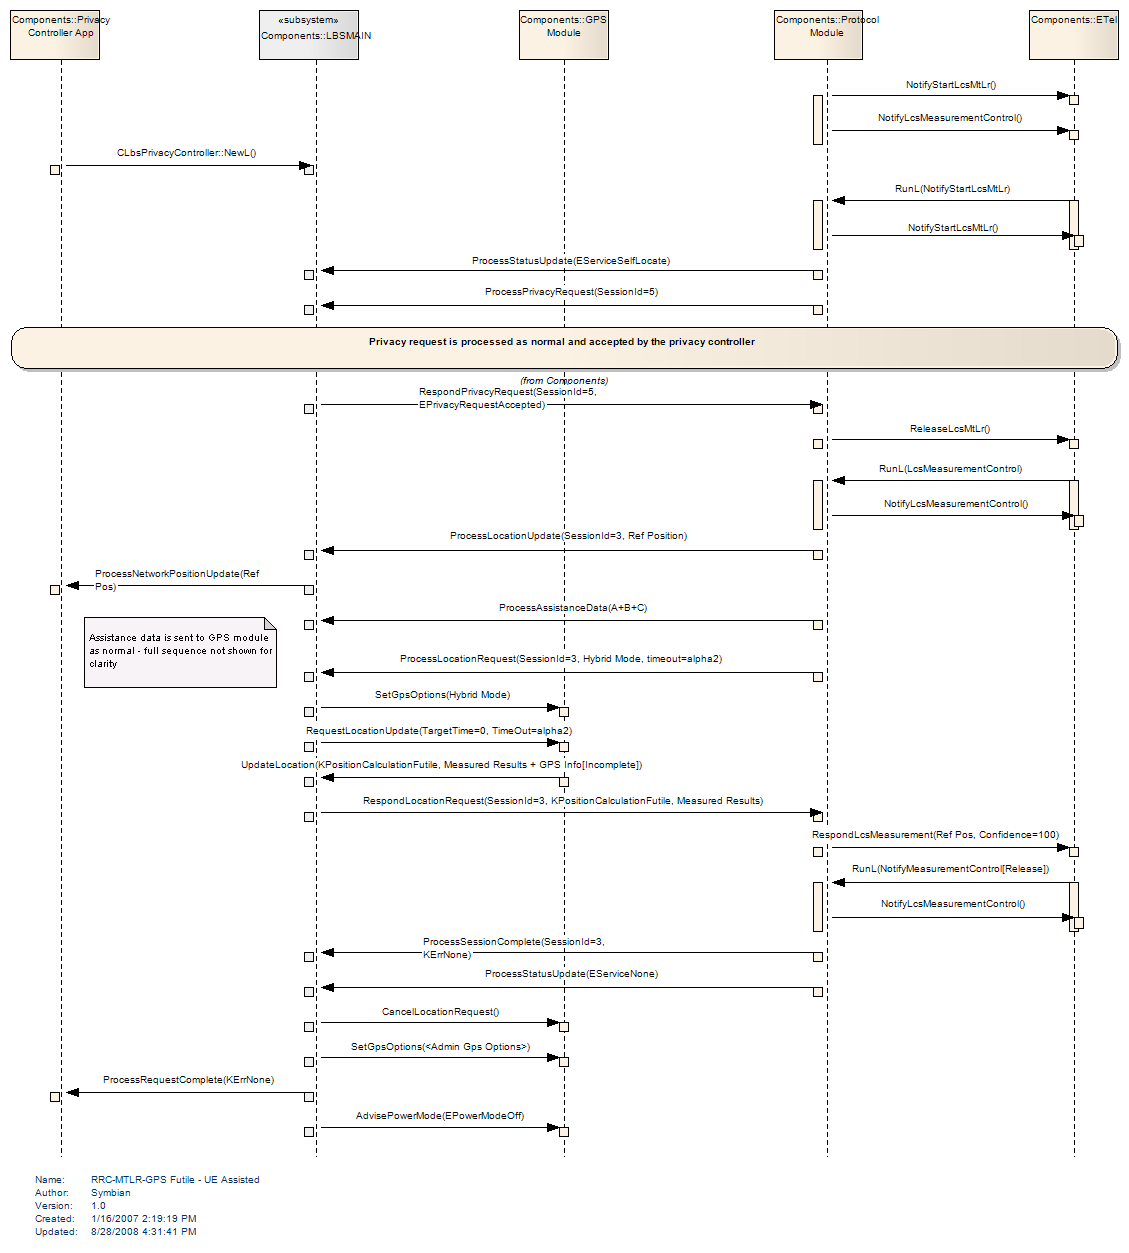 Components::Privacy
Controller App
«subsystem»
Components::LBSMAIN
Components::GPS
Module
Components::Protocol
Module
Components::ETel
NotifyStartLcsMtLr()
NotifyLcsMeasurementControl()
CLbsPrivacyController::NewL()
RunL(NotifyStartLcsMtLr)
NotifyStartLcsMtLr()
ProcessStatusUpdate(EServiceSelfLocate)
ProcessPrivacyRequest(SessionId=5)
Privacy request is processed as normal and accepted by the privacy controller
(from Components)
RespondPrivacyRequest(SessionId=5,
EPrivacyRequestAccepted)
ReleaseLcsMtLr()
RunL(LcsMeasurementControl)
NotifyLcsMeasurementControl()
ProcessLocationUpdate(SessionId=3, Ref Position)
ProcessNetworkPositionUpdate(Ref
Pos)
ProcessAssistanceData(A+B+C)
Assistance data is sent to GPS module
as normal - full sequence not shown for
clarity
ProcessLocationRequest(SessionId=3, Hybrid Mode, timeout=alpha2)
SetGpsOptions(Hybrid Mode)
RequestLocationUpdate(TargetTime=0, TimeOut=alpha2)
UpdateLocation(KPositionCalculationFutile, Measured Results + GPS Info[Incomplete])
RespondLocationRequest(SessionId=3, KPositionCalculationFutile, Measured Results)
RespondLcsMeasurement(Ref Pos, Confidence=100)
RunL(NotifyMeasurementControl[Release])
NotifyLcsMeasurementControl()
ProcessSessionComplete(SessionId=3,
KErrNone)
ProcessStatusUpdate(EServiceNone)
CancelLocationRequest()
SetGpsOptions(<Admin Gps Options>)
ProcessRequestComplete(KErrNone)
AdvisePowerMode(EPowerModeOff)
Name: RRC-MTLR-GPS Futile - UE Assisted
Author: Symbian
Version: 1.0
Created: 1/16/2007 2:19:19 PM
Updated: 8/28/2008 4:31:41 PM